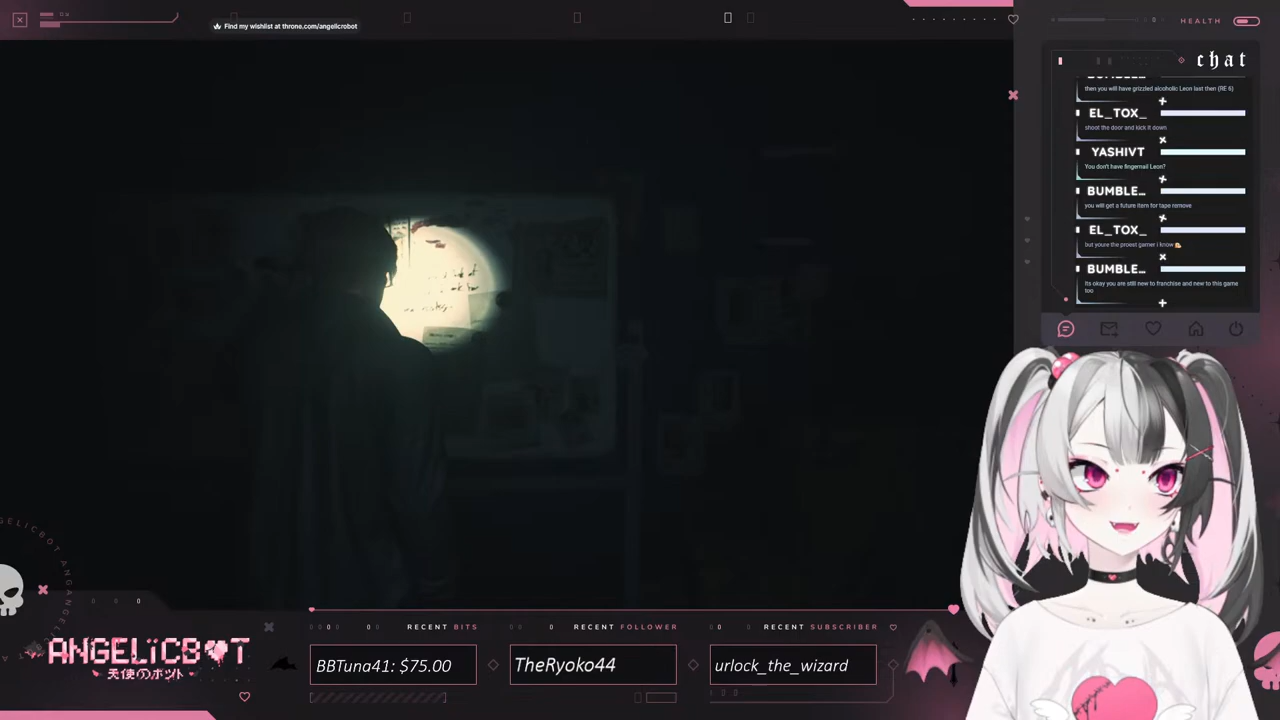 Find my wishlist at throne.com/angelicbot
HEALTH
chat
then you will have grizzled alcoholic Leon last then (RE 6)
EL_TOX_
shoot the door and kick it down
YASHIVT
You don't have fingernail Leon?
BUMBLE...
you will get a future item for tape remove
EL_TOX_
but youre the proest gamer i know
BUMBLE...
Its okay you are still new to franchise and new to this game
too
ANGELICBOT
天使のボット
RECENT BITS
BBTuna41: $75.00
RECENT FOLLOWER
TheRyoko44
RECENT SUBSCRIBER
urlock_the_wizard